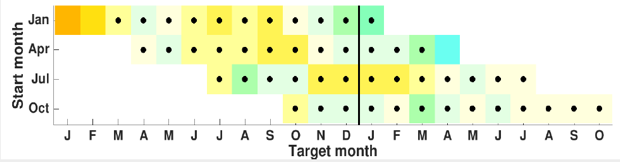 Start month
Jan
Apr
Jul
Oct
J F M A M J J A S O N D J F M A M J J A S O
Target month